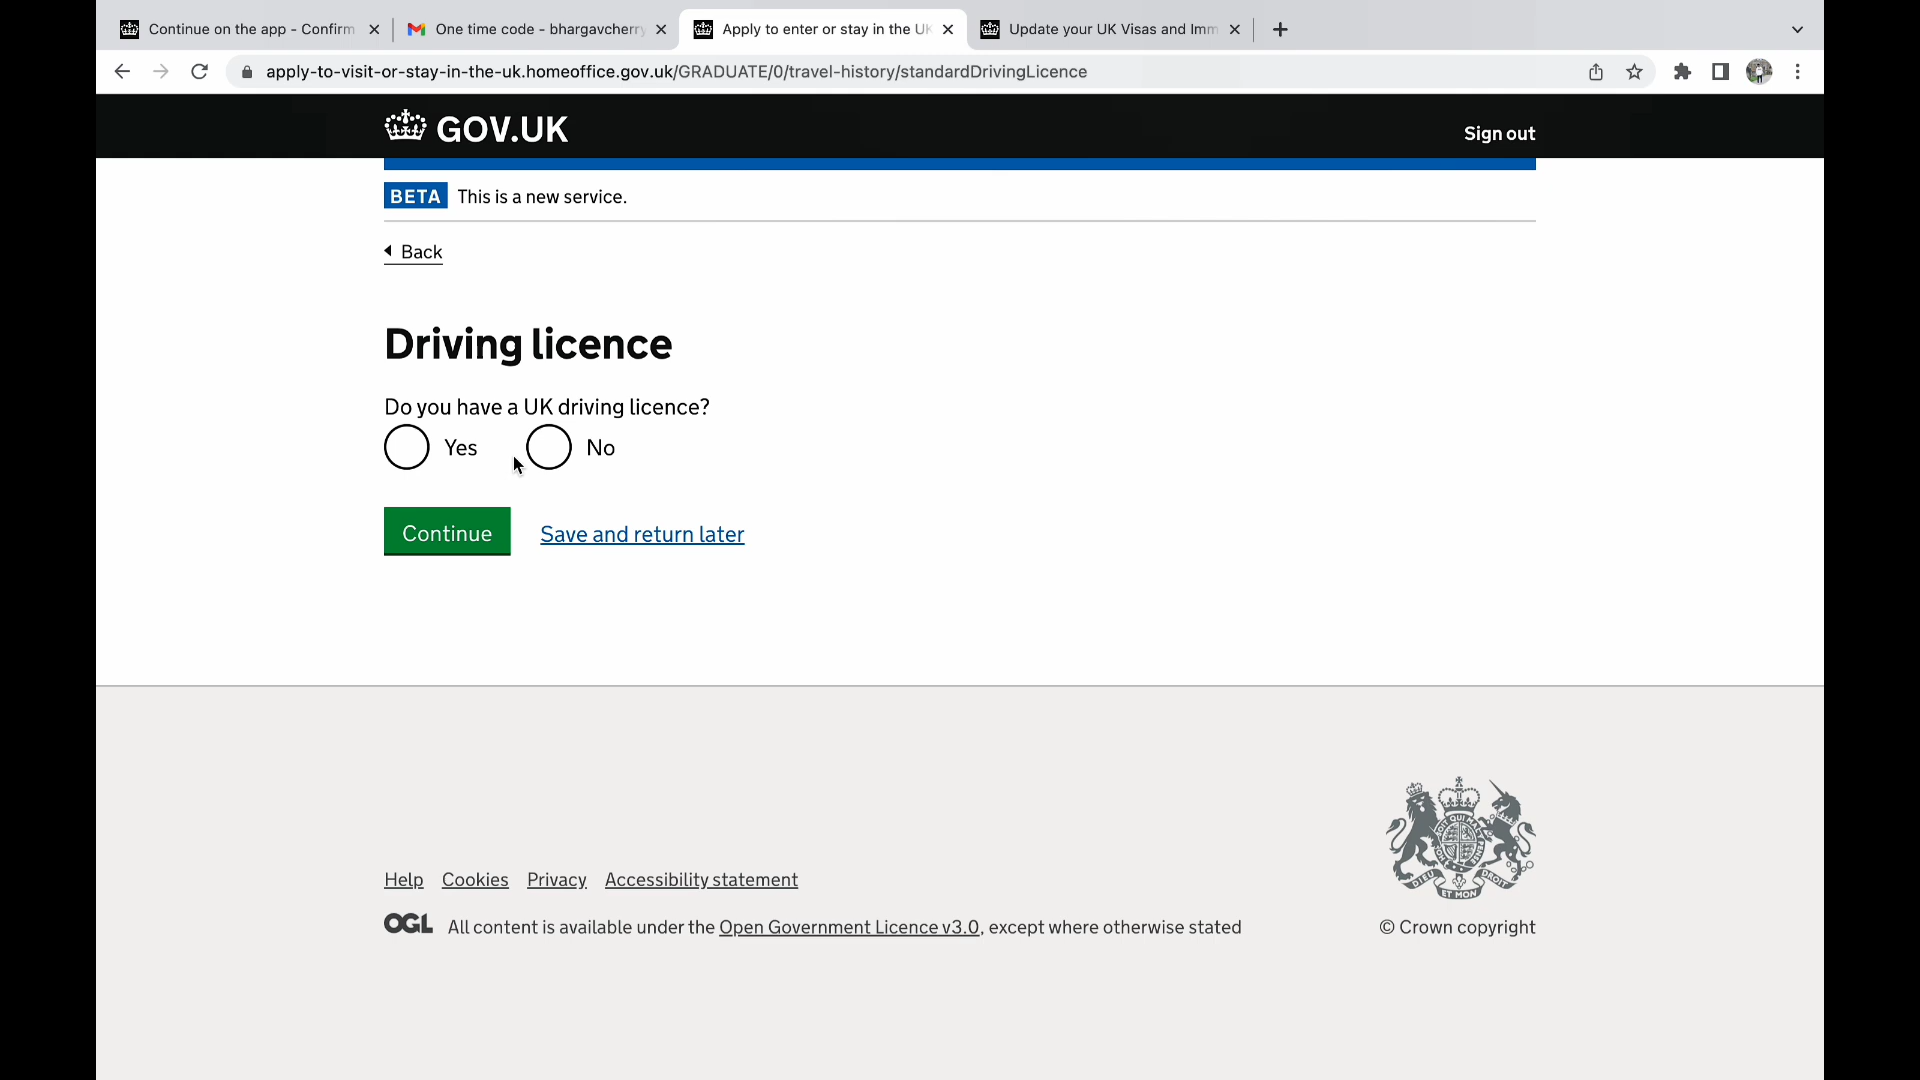 Continue on the app - Confirm
One time code - bhargavcherry
Apply to enter or stay in the UK
Update your UK Visas and Imm
apply-to-visit-or-stay-in-the-uk.homeoffice.gov.uk/GRADUATE/0/travel-history/standardDrivingLicence
GOV.UK
Sign out
BETA This is a new service.
Back
Driving licence
Do you have a UK driving licence?
Yes No
Continue Save and return later
Help Cookies Privacy Accessibility statement
OGL All content is available under the Open Government Licence v3.0, except where otherwise stated
© Crown copyright